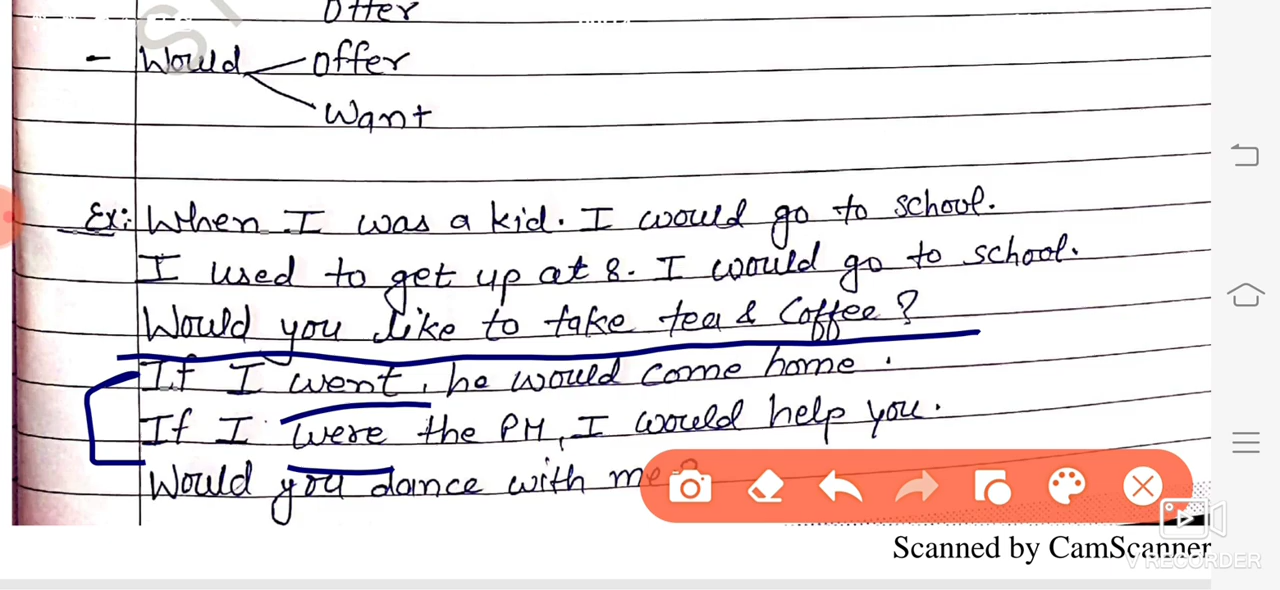 Offer
- Would offer
Want
Ex: When I was a kid. I would go to school.
I used to get up at 8. I would go to school.
Would you like to take tea & Coffee?
If I went, he would come home.
If I were the PM, I would help you.
Would you dance with me?
Scanned by CamScanner
V RECORDER